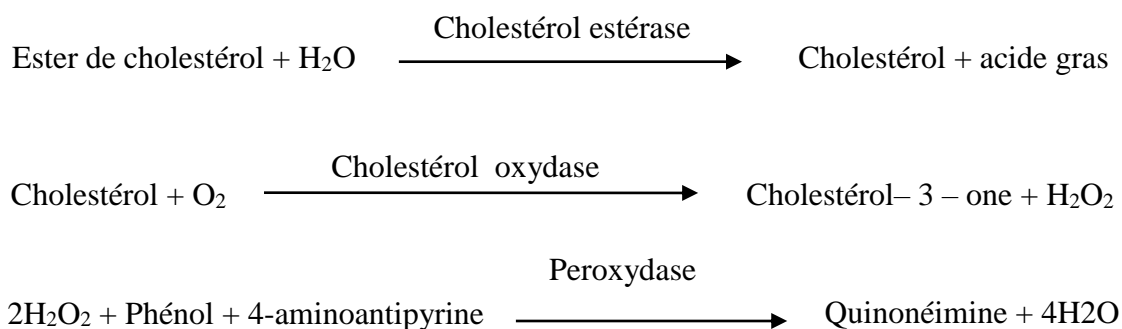 Cholestérol estérase
Ester de cholestérol + H₂O Cholestérol + acide gras
Cholestérol oxydase
Cholestérol + O₂ Cholestérol– 3 – one + H₂O₂
Peroxydase
2H₂O₂ + Phénol + 4-aminoantipyrine Quinonéimine + 4H2O